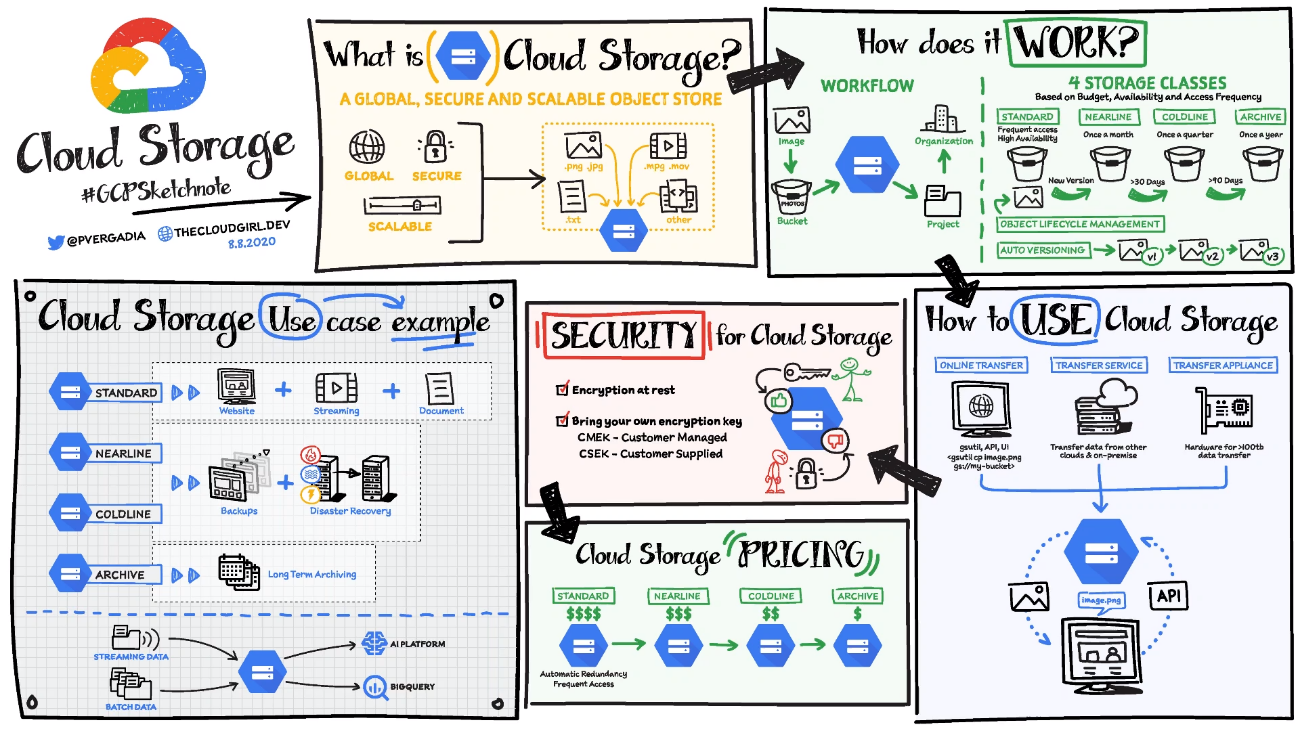 Cloud Storage
#GCPSketchnote
@PVERGADIA
THECLOUDGIRL.DEV
8.8.2020
What is Cloud Storage?
A GLOBAL, SECURE AND SCALABLE OBJECT STORE
GLOBAL
SECURE
SCALABLE
.png .jpg
.mpg .mov
.txt
other
How does it WORK?
WORKFLOW
Image
PHOTOS
Bucket
Organization
Project
4 STORAGE CLASSES
Based on Budget, Availability and Access Frequency
STANDARD
Frequent access
High Availability
NEARLINE
Once a month
COLDLINE
Once a quarter
ARCHIVE
Once a year
New Version
>30 Days
>90 Days
OBJECT LIFECYCLE MANAGEMENT
AUTO VERSIONING
v1
v2
v3
Cloud Storage Use case example
STANDARD
Website
+
Streaming
+
Document
NEARLINE
COLDLINE
Backups
+
Disaster Recovery
ARCHIVE
Long Term Archiving
STREAMING DATA
BATCH DATA
AI PLATFORM
BIGQUERY
SECURITY for Cloud Storage
Encryption at rest
Bring your own encryption key
CMEK - Customer Managed
CSEK - Customer Supplied
Cloud Storage PRICING
STANDARD
$$$$
NEARLINE
$$$
COLDLINE
$$
ARCHIVE
$
Automatic Redundancy
Frequent Access
How to USE Cloud Storage
ONLINE TRANSFER
gsutil, API, UI
<gsutil cp image.png
gs://my-bucket>
TRANSFER SERVICE
Transfer data from other
clouds & on-premise
TRANSFER APPLIANCE
Hardware for >100tb
data transfer
image.png
API